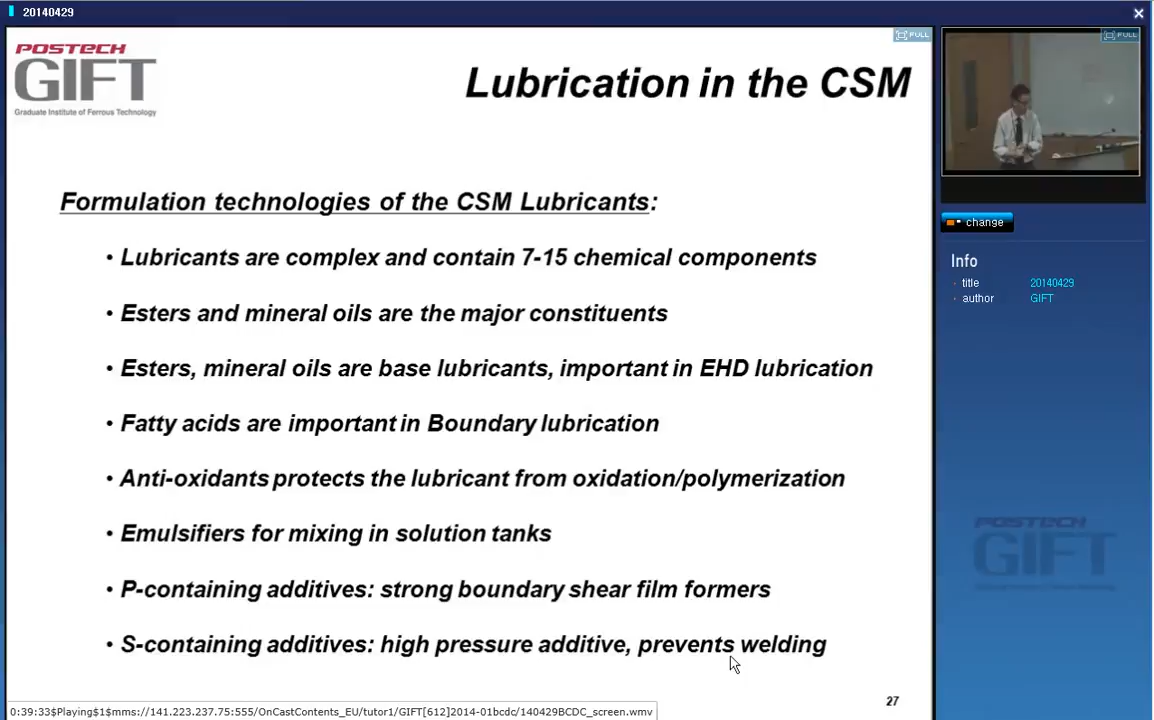 20140429
POSTECH
GIFT
Graduate Institute of Ferrous Technology
FULL
Lubrication in the CSM
Formulation technologies of the CSM Lubricants:
• Lubricants are complex and contain 7-15 chemical components
• Esters and mineral oils are the major constituents
• Esters, mineral oils are base lubricants, important in EHD lubrication
• Fatty acids are important in Boundary lubrication
• Anti-oxidants protects the lubricant from oxidation/polymerization
• Emulsifiers for mixing in solution tanks
• P-containing additives: strong boundary shear film formers
• S-containing additives: high pressure additive, prevents welding
27
0:39:33$Playing$1$mms://141.223.237.75:555/OnCastContents_EU/tutor1/GIFT[612]2014-01bcdc/140429BCDC_screen.wmv
FULL
change
Info
title 20140429
author GIFT
POSTECH
GIFT